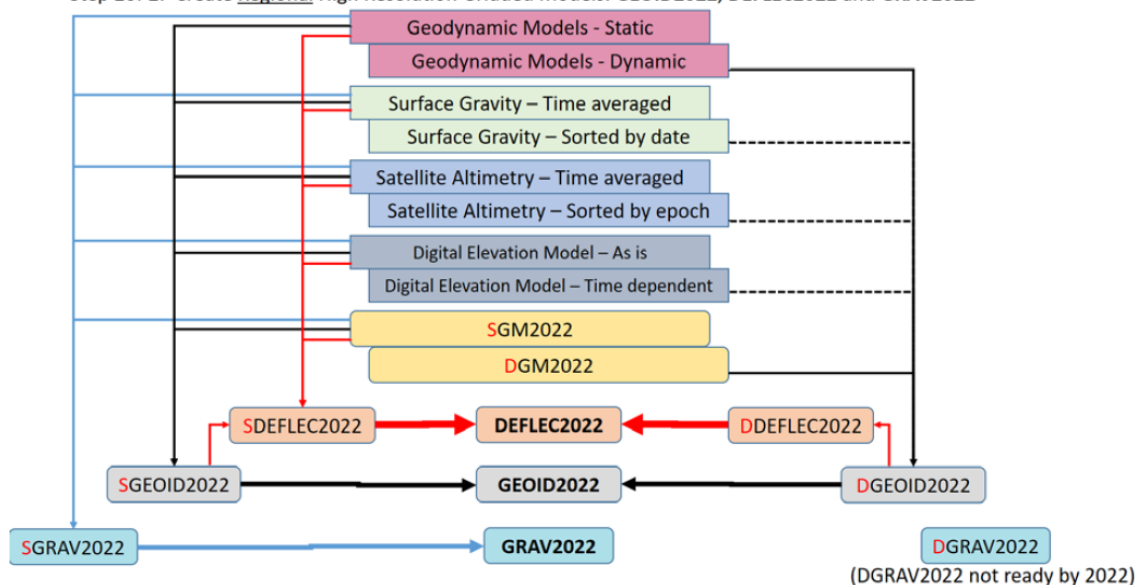 Geodynamic Models - Static
Geodynamic Models - Dynamic
Surface Gravity – Time averaged
Surface Gravity – Sorted by date
Satellite Altimetry – Time averaged
Satellite Altimetry – Sorted by epoch
Digital Elevation Model – As is
Digital Elevation Model – Time dependent
SGM2022
DGM2022
SDEFLEC2022 DEFLEC2022 DDEFLEC2022
SGEOID2022 GEOID2022 DGEOID2022
SGRAV2022 GRAV2022 DGRAV2022
(DGRAV2022 not ready by 2022)